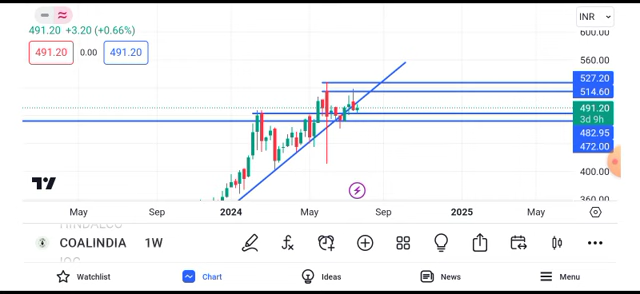 491.20 +3.20 (+0.66%)
INR
491.20 0.00 491.20
600.00
560.00
527.20
514.60
491.20
3d 9h
482.95
472.00
400.00
360.00
May Sep 2024 May Sep 2025 May
HINDALCO
COALINDIA 1W
Watchlist Chart Ideas News Menu